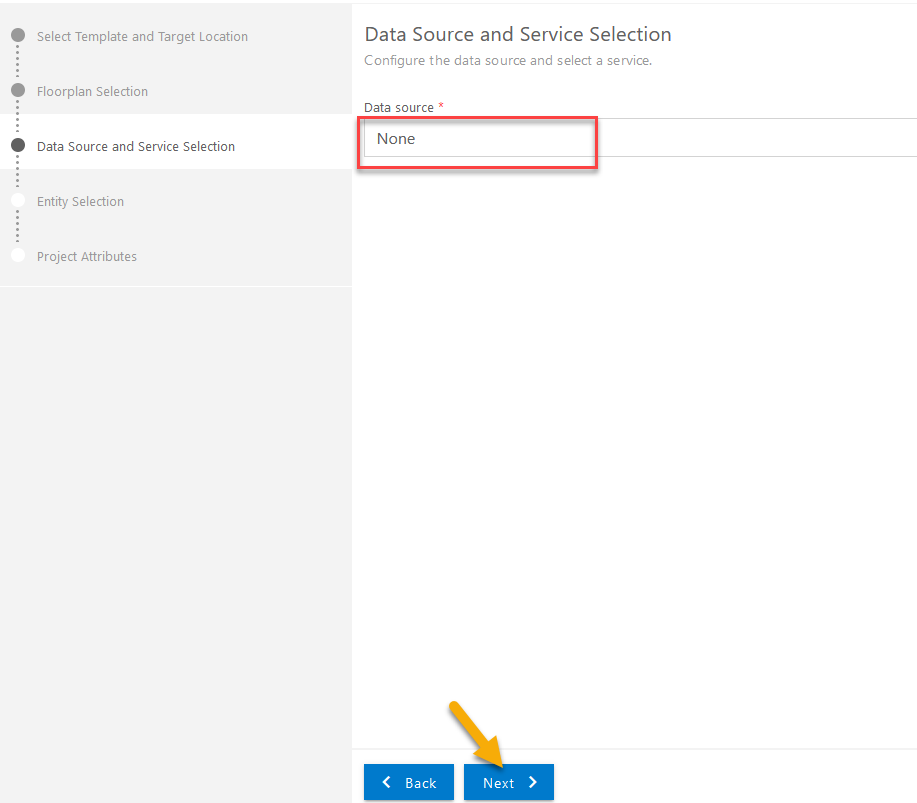 Select Template and Target Location
Floorplan Selection
Data Source and Service Selection
Entity Selection
Project Attributes
Data Source and Service Selection
Configure the data source and select a service.
Data source *
None
Back
Next